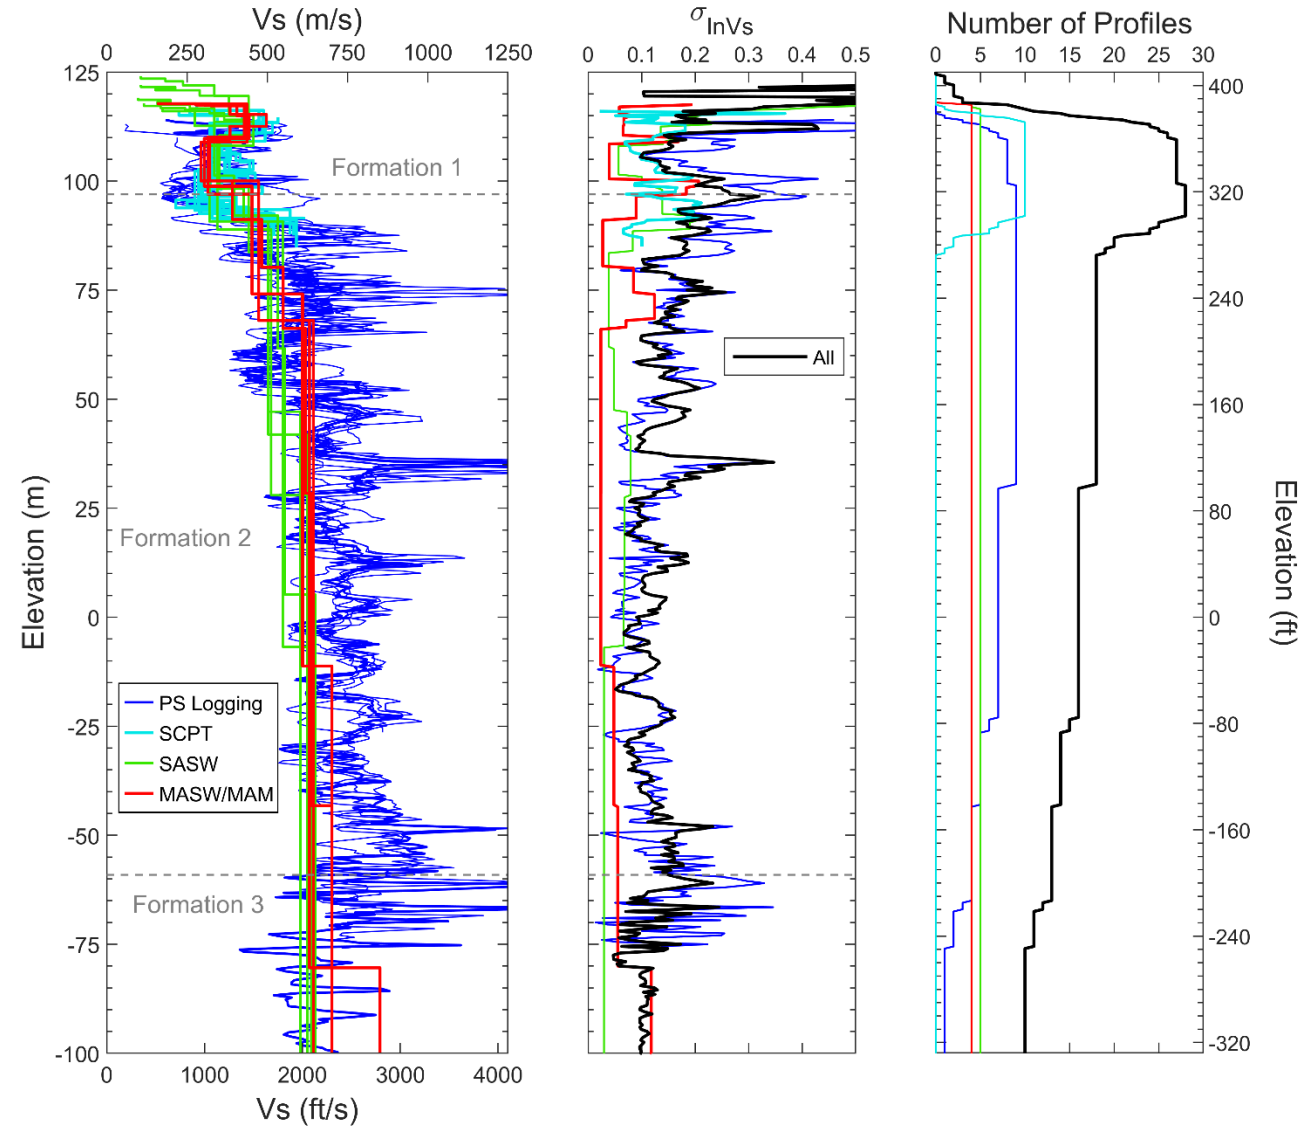 Vs (m/s)
σlnVs
Number of Profiles
0 250 500 750 1000 1250
0 0.1 0.2 0.3 0.4 0.5
0 5 10 15 20 25 30
125
100
75
50
25
0
-25
-50
-75
-100
Elevation (m)
Formation 1
Formation 2
Formation 3
PS Logging
SCPT
SASW
MASW/MAM
0 1000 2000 3000 4000
Vs (ft/s)
All
400
320
240
160
80
0
-80
-160
-240
-320
Elevation (ft)